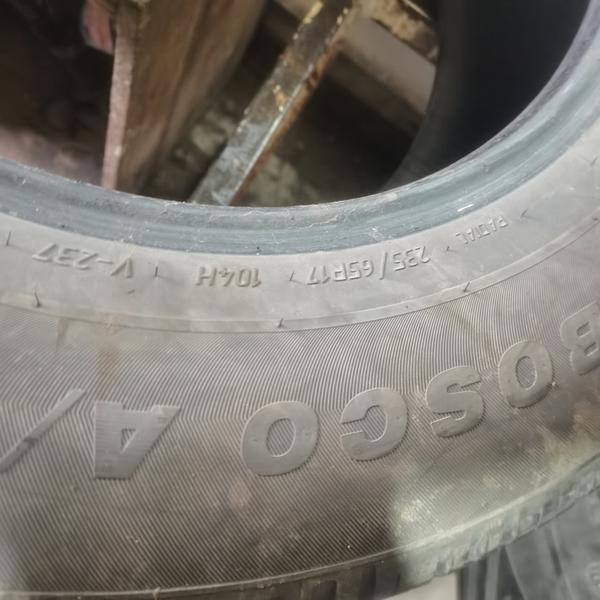 RADIAL 235/65R17 104H V-237
BOSCO A/